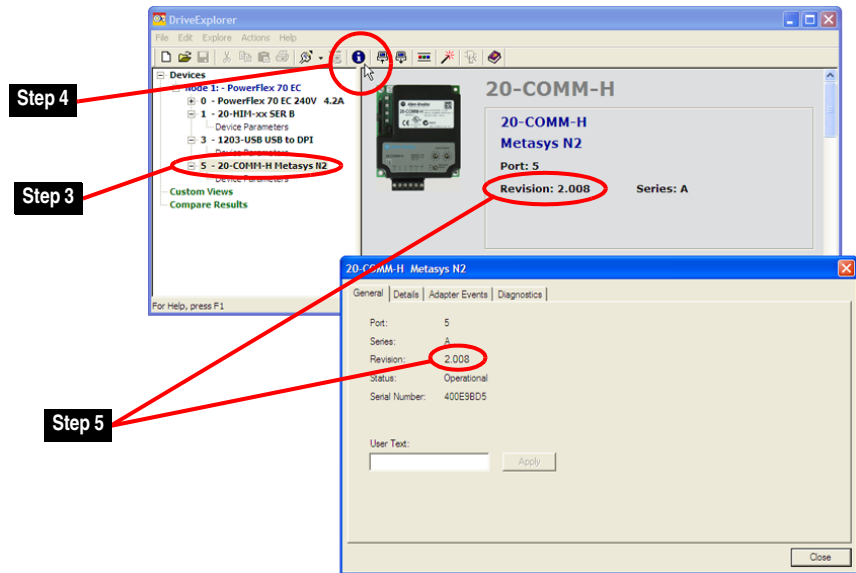 DriveExplorer
File Edit Explore Actions Help
Devices
Node 1: - PowerFlex 70 EC
0 - PowerFlex 70 EC 240V 4.2A
1 - 20-HIM-xx SER B
Device Parameters
3 - 1203-USB USB to DPI
Device Parameters
5 - 20-COMM-H Metasys N2
Device Parameters
Custom Views
Compare Results
For Help, press F1
20-COMM-H
20-COMM-H
Metasys N2
Port: 5
Revision: 2.008 Series: A
Step 4
Step 3
Step 5
20-COMM-H Metasys N2
General Details Adapter Events Diagnostics
Port: 5
Series: A
Revision: 2.008
Status: Operational
Serial Number: 400E9BD5
User Text:
Apply
Close